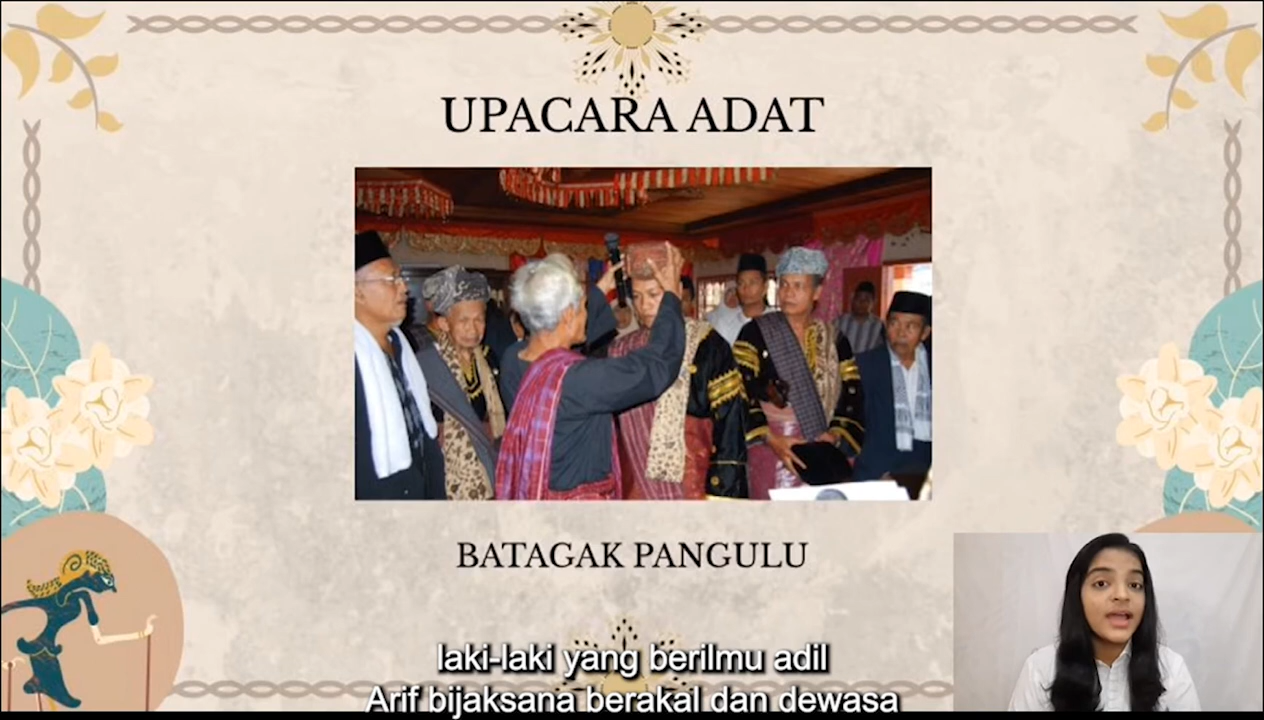 UPACARA ADAT
BATAGAK PANGULU
laki-laki yang berilmu adil
Arif bijaksana berakal dan dewasa